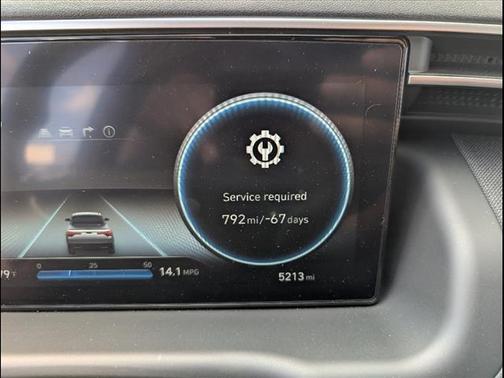 Service required
792 mi/-67 days
0 25 50
14.1 MPG
5213 mi